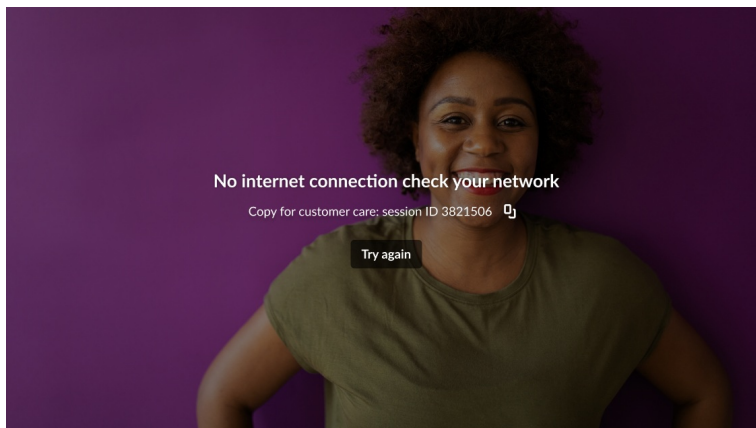 No internet connection check your network
Copy for customer care: session ID 3821506
Try again